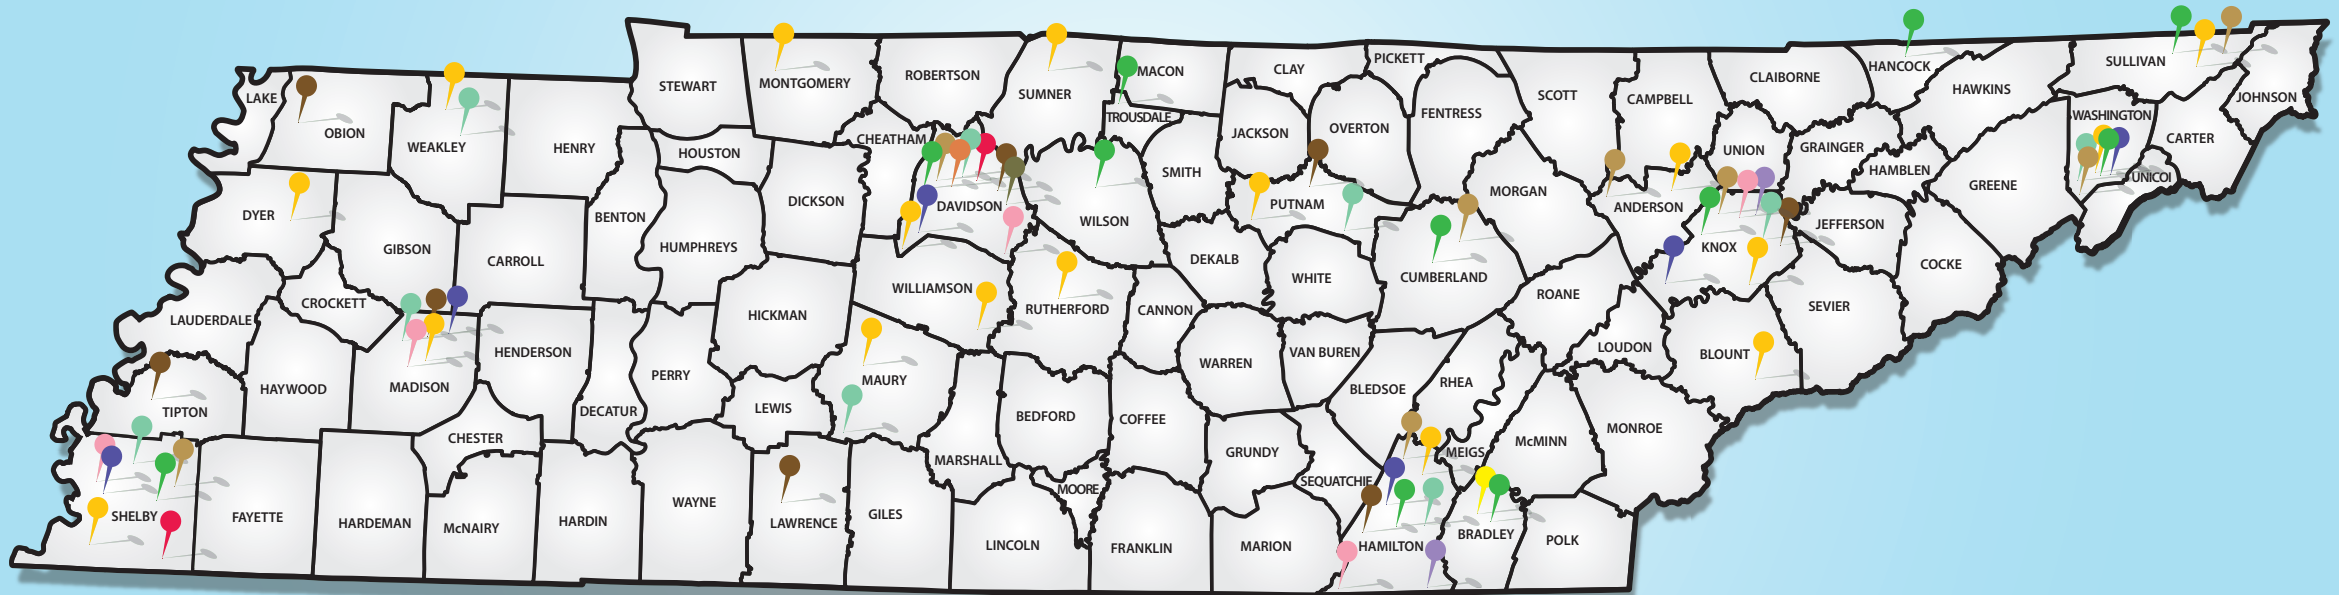 LAKE
OBION
WEAKLEY
HENRY
STEWART
MONTGOMERY
ROBERTSON
SUMNER
MACON
TROUSDALE
CLAY
PICKETT
JACKSON
OVERTON
FENTRESS
SCOTT
CAMPBELL
CLAIBORNE
HANCOCK
HAWKINS
SULLIVAN
JOHNSON
WASHINGTON
CARTER
UNICOI
GREENE
HAMBLEN
GRAINGER
UNION
HOUSTON
CHEATHAM
DICKSON
DAVIDSON
WILSON
SMITH
PUTNAM
MORGAN
ANDERSON
KNOX
JEFFERSON
COCKE
SEVIER
DYER
GIBSON
CARROLL
BENTON
HUMPHREYS
HICKMAN
WILLIAMSON
RUTHERFORD
CANNON
DEKALB
WHITE
CUMBERLAND
ROANE
LOUDON
BLOUNT
LAUDERDALE
CROCKETT
HAYWOOD
MADISON
HENDERSON
DECATUR
PERRY
LEWIS
MAURY
BEDFORD
COFFEE
WARREN
VAN BUREN
BLEDSOE
RHEA
MEIGS
McMINN
MONROE
TIPTON
CHESTER
MARSHALL
MOORE
GRUNDY
SEQUATCHIE
SHELBY
FAYETTE
HARDEMAN
McNAIRY
HARDIN
WAYNE
LAWRENCE
GILES
LINCOLN
FRANKLIN
MARION
HAMILTON
BRADLEY
POLK